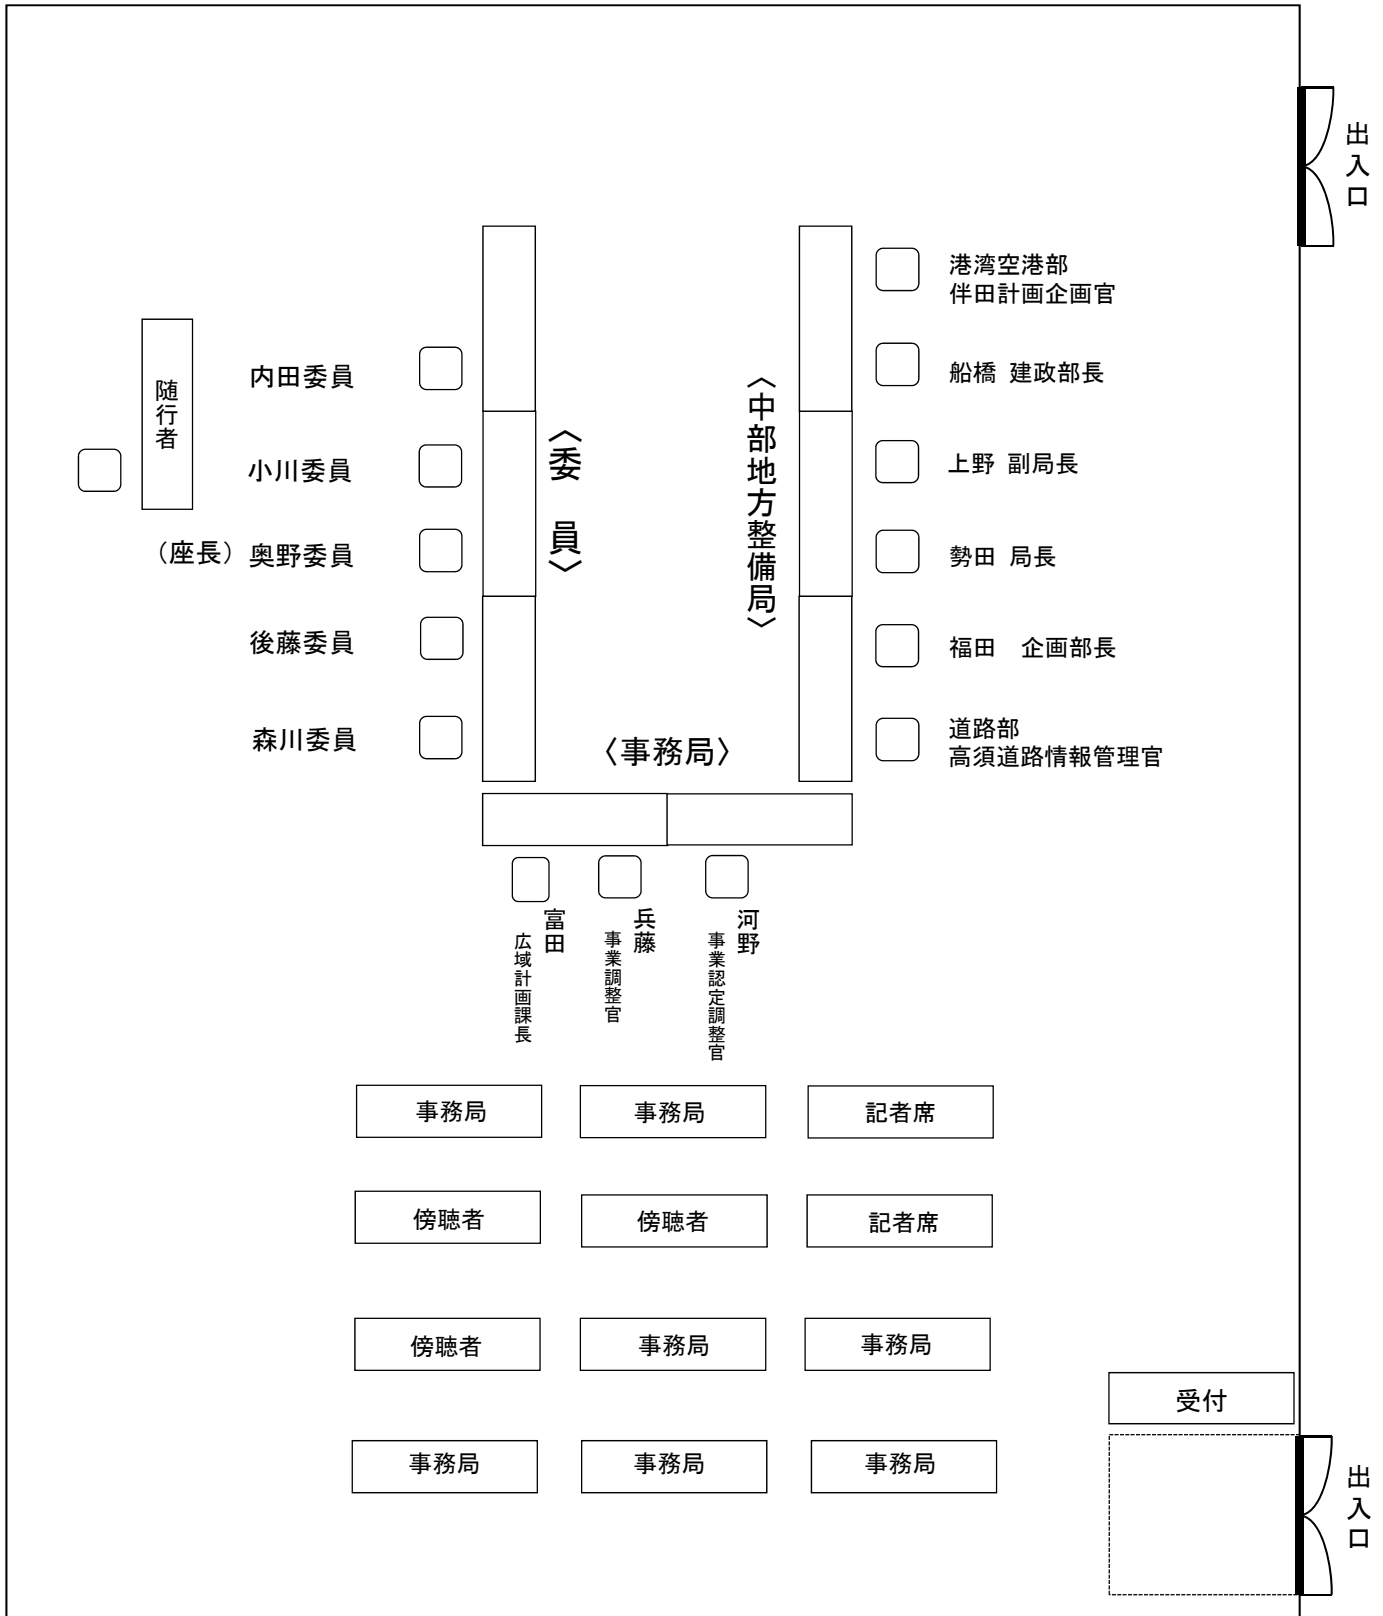 出入口
港湾空港部
伴田計画企画官
随行者
内田委員
船橋 建政部長
小川委員
〈委 員〉
〈中部地方整備局〉
上野 副局長
（座長）奥野委員
勢田 局長
後藤委員
福田　企画部長
森川委員
〈事務局〉
道路部
高須道路情報管理官
富田
広域計画課長
兵藤
事業調整官
河野
事業認定調整官
事務局
事務局
記者席
傍聴者
傍聴者
記者席
傍聴者
事務局
事務局
受付
事務局
事務局
事務局
出入口